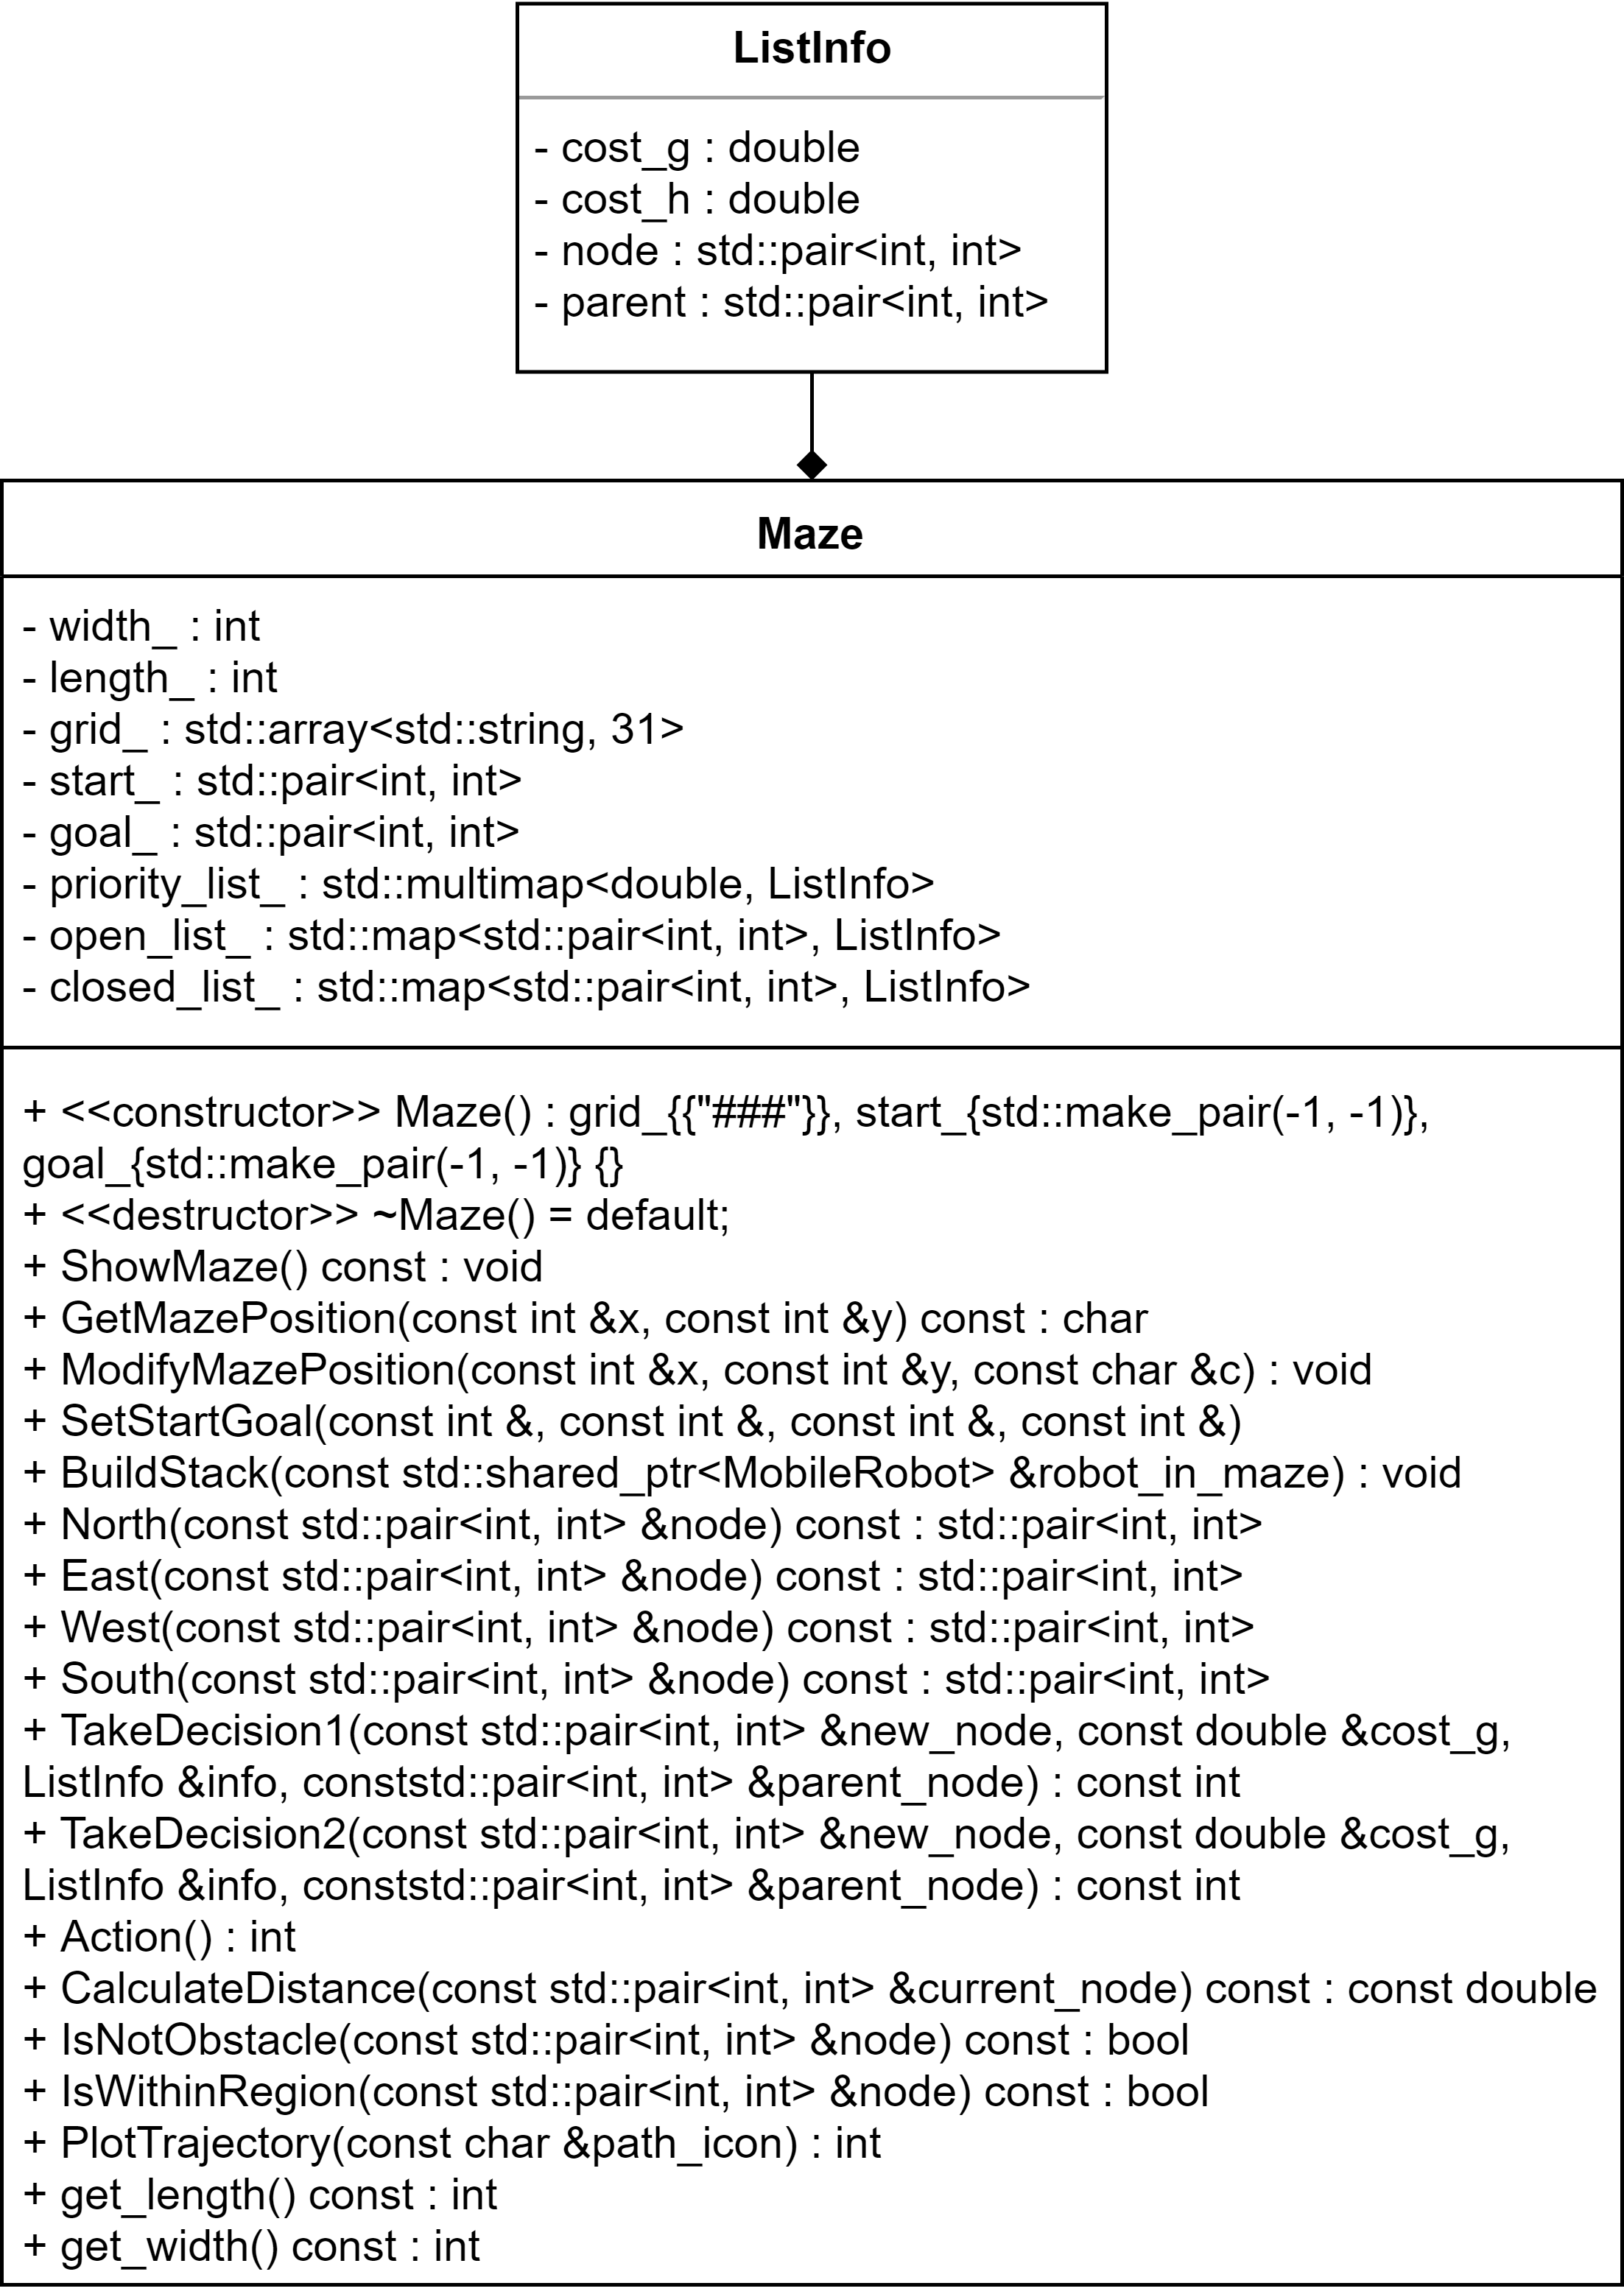 ListInfo
- cost_g : double
- cost_h : double
- node : std::pair<int, int>
- parent : std::pair<int, int>
Maze
- width_ : int
- length_ : int
- grid_ : std::array<std::string, 31>
- start_ : std::pair<int, int>
- goal_ : std::pair<int, int>
- priority_list_ : std::multimap<double, ListInfo>
- open_list_ : std::map<std::pair<int, int>, ListInfo>
- closed_list_ : std::map<std::pair<int, int>, ListInfo>
+ <<constructor>> Maze() : grid_{{"###"}}, start_{std::make_pair(-1, -1)},
goal_{std::make_pair(-1, -1)} {}
+ <<destructor>> ~Maze() = default;
+ ShowMaze() const : void
+ GetMazePosition(const int &x, const int &y) const : char
+ ModifyMazePosition(const int &x, const int &y, const char &c) : void
+ SetStartGoal(const int &, const int &, const int &, const int &)
+ BuildStack(const std::shared_ptr<MobileRobot> &robot_in_maze) : void
+ North(const std::pair<int, int> &node) const : std::pair<int, int>
+ East(const std::pair<int, int> &node) const : std::pair<int, int>
+ West(const std::pair<int, int> &node) const : std::pair<int, int>
+ South(const std::pair<int, int> &node) const : std::pair<int, int>
+ TakeDecision1(const std::pair<int, int> &new_node, const double &cost_g,
ListInfo &info, conststd::pair<int, int> &parent_node) : const int
+ TakeDecision2(const std::pair<int, int> &new_node, const double &cost_g,
ListInfo &info, conststd::pair<int, int> &parent_node) : const int
+ Action() : int
+ CalculateDistance(const std::pair<int, int> &current_node) const : const double
+ IsNotObstacle(const std::pair<int, int> &node) const : bool
+ IsWithinRegion(const std::pair<int, int> &node) const : bool
+ PlotTrajectory(const char &path_icon) : int
+ get_length() const : int
+ get_width() const : int